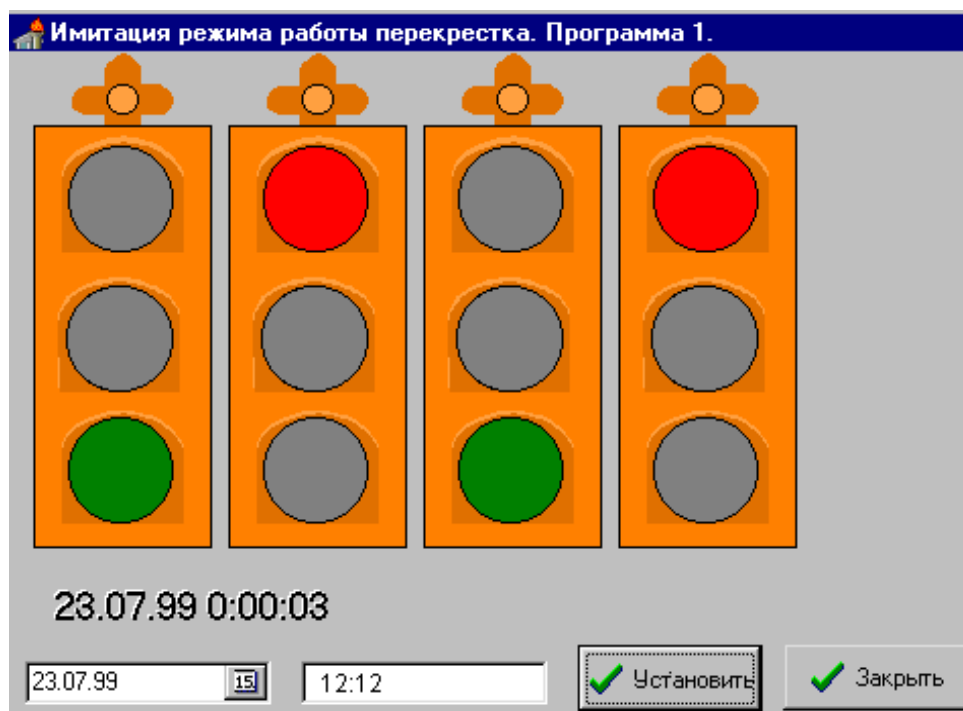 Имитация режима работы перекрестка. Программа 1.
23.07.99 0:00:03
23.07.99 15 12:12 Установить Закрыть